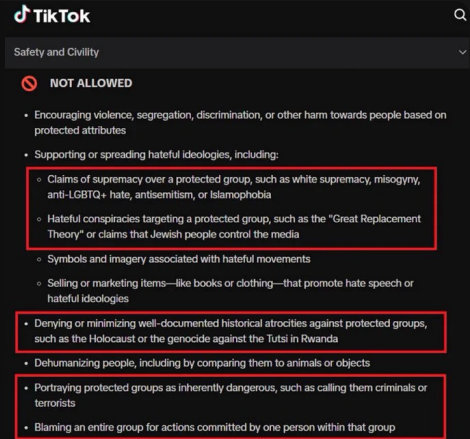 TikTok
Safety and Civility
NOT ALLOWED
• Encouraging violence, segregation, discrimination, or other harm towards people based on
protected attributes
• Supporting or spreading hateful ideologies, including:
○ Claims of supremacy over a protected group, such as white supremacy, misogyny,
anti-LGBTQ+ hate, antisemitism, or Islamophobia
○ Hateful conspiracies targeting a protected group, such as the "Great Replacement
Theory" or claims that Jewish people control the media
○ Symbols and imagery associated with hateful movements
○ Selling or marketing items—like books or clothing—that promote hate speech or
hateful ideologies
• Denying or minimizing well-documented historical atrocities against protected groups,
such as the Holocaust or the genocide against the Tutsi in Rwanda
• Dehumanizing people, including by comparing them to animals or objects
• Portraying protected groups as inherently dangerous, such as calling them criminals or
terrorists
• Blaming an entire group for actions committed by one person within that group